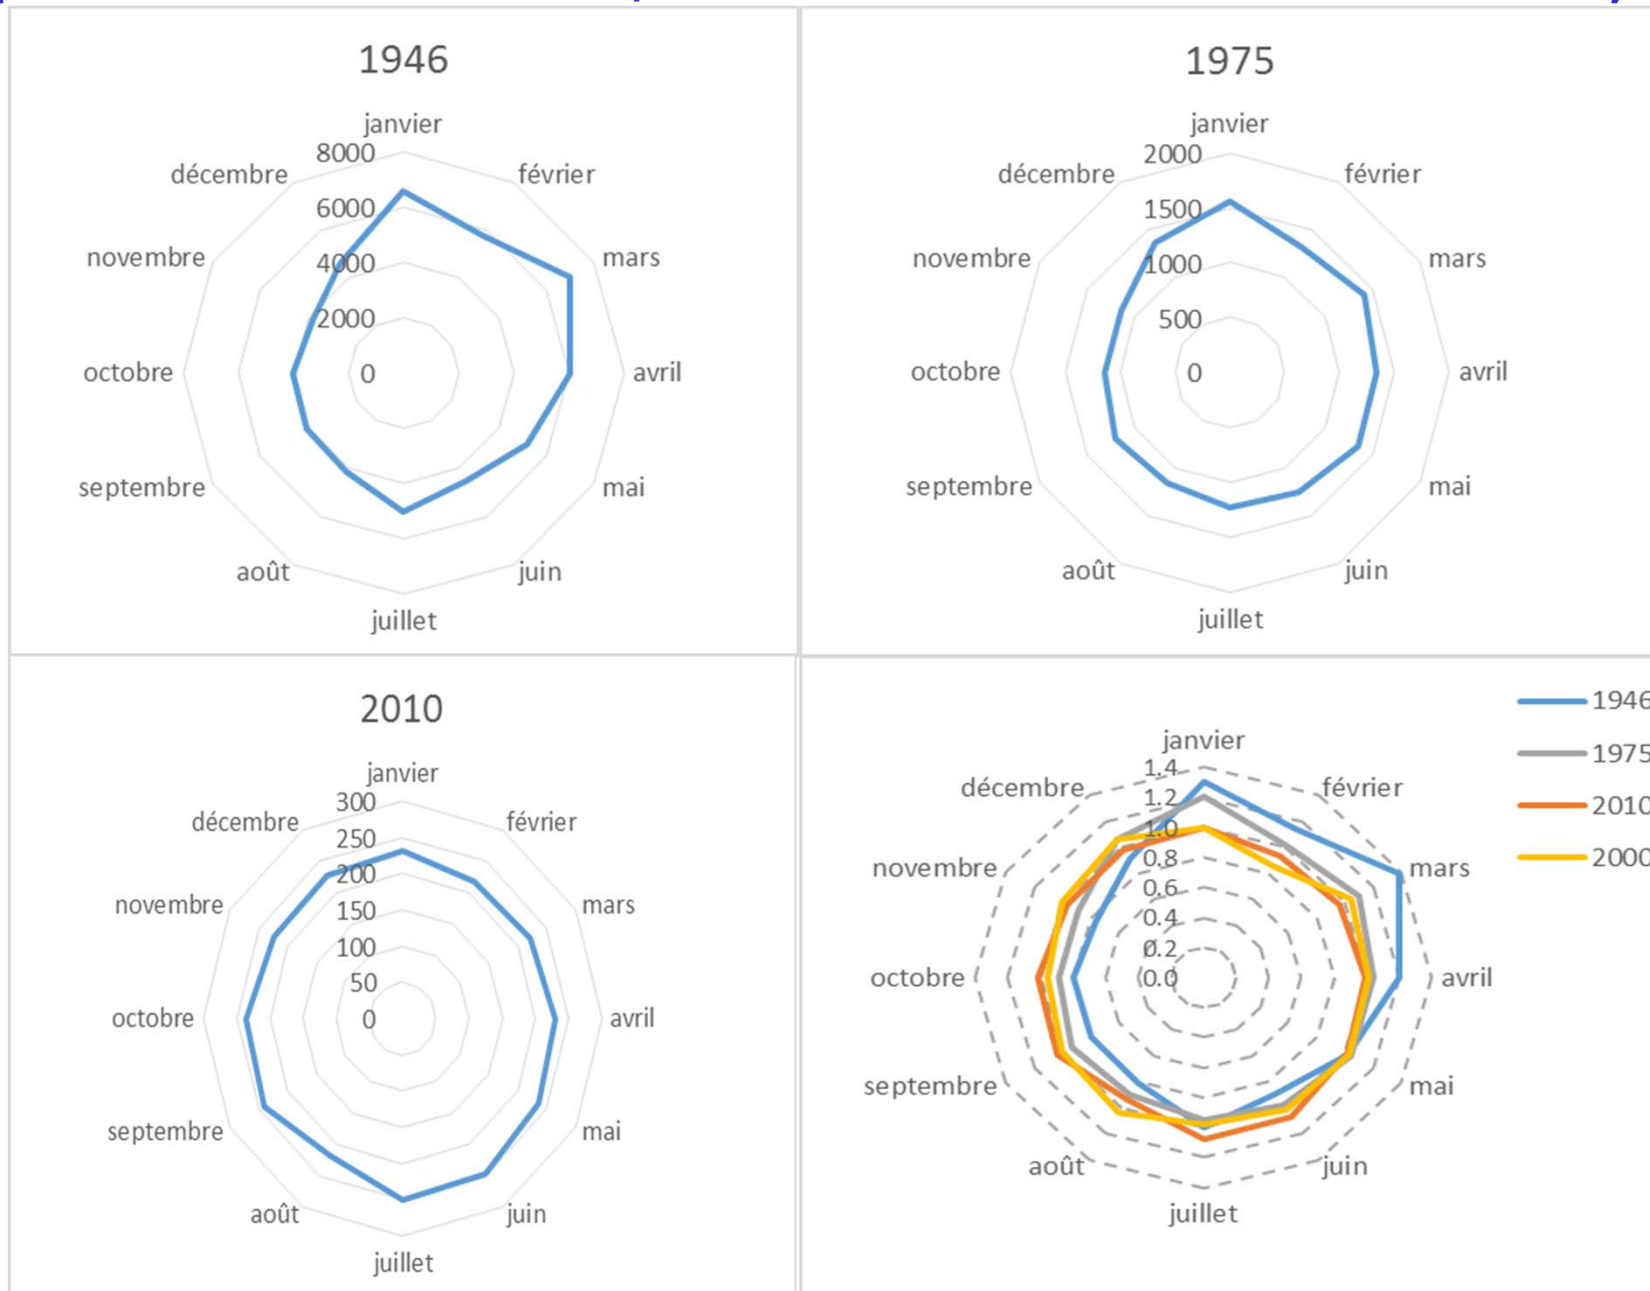 1946
janvier
février
mars
avril
mai
juin
juillet
août
septembre
octobre
novembre
décembre
8000
6000
4000
2000
0
1975
janvier
février
mars
avril
mai
juin
juillet
août
septembre
octobre
novembre
décembre
2000
1500
1000
500
0
2010
janvier
février
mars
avril
mai
juin
juillet
août
septembre
octobre
novembre
décembre
300
250
200
150
100
50
0
janvier
février
mars
avril
mai
juin
juillet
août
septembre
octobre
novembre
décembre
1.4
1.2
1.0
0.8
0.6
0.4
0.2
0.0
1946
1975
2010
2000